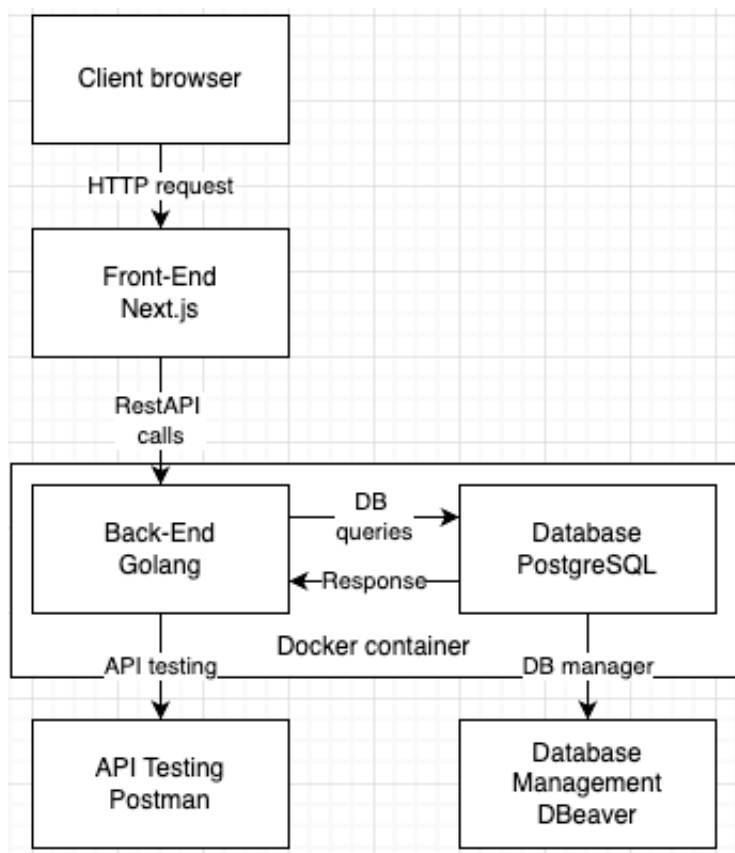 Client browser
HTTP request
Front-End
Next.js
RestAPI
calls
Back-End
Golang
DB
queries
Response
Database
PostgreSQL
Docker container
API testing
DB manager
API Testing
Postman
Database
Management
DBeaver